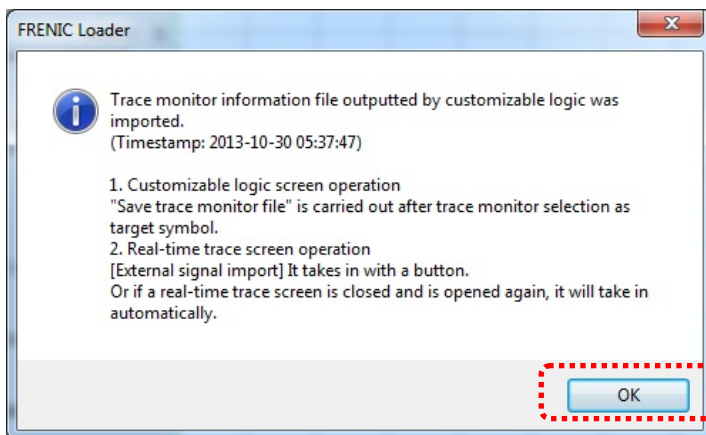 FRENIC Loader
Trace monitor information file outputted by customizable logic was
imported.
(Timestamp: 2013-10-30 05:37:47)
1. Customizable logic screen operation
"Save trace monitor file" is carried out after trace monitor selection as
target symbol.
2. Real-time trace screen operation
[External signal import] It takes in with a button.
Or if a real-time trace screen is closed and is opened again, it will take in
automatically.
OK